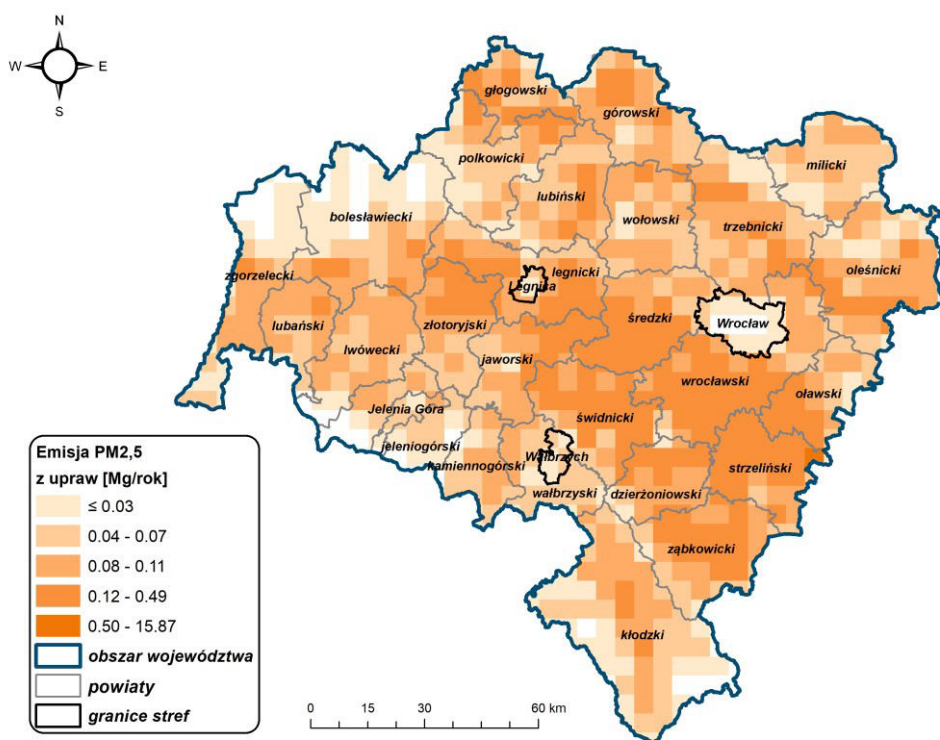 N
W E
S
głogowski
górowski
polkowicki
milicki
lubiński
bolesławiecki
wołowski
trzebnicki
zgorzelecki
legnicki
oleśnicki
Legnica
lubański
złotoryjski
średzki
Wrocław
lwówecki
jaworski
wrocławski
oławski
Jelenia Góra
świdnicki
jeleniogórski
Wałbrzych
kamiennogórski
strzeliński
wałbrzyski
dzierżoniowski
ząbkowicki
kłodzki
Emisja PM2,5
z upraw [Mg/rok]
≤ 0.03
0.04 - 0.07
0.08 - 0.11
0.12 - 0.49
0.50 - 15.87
obszar województwa
powiaty
granice stref
0 15 30 60 km